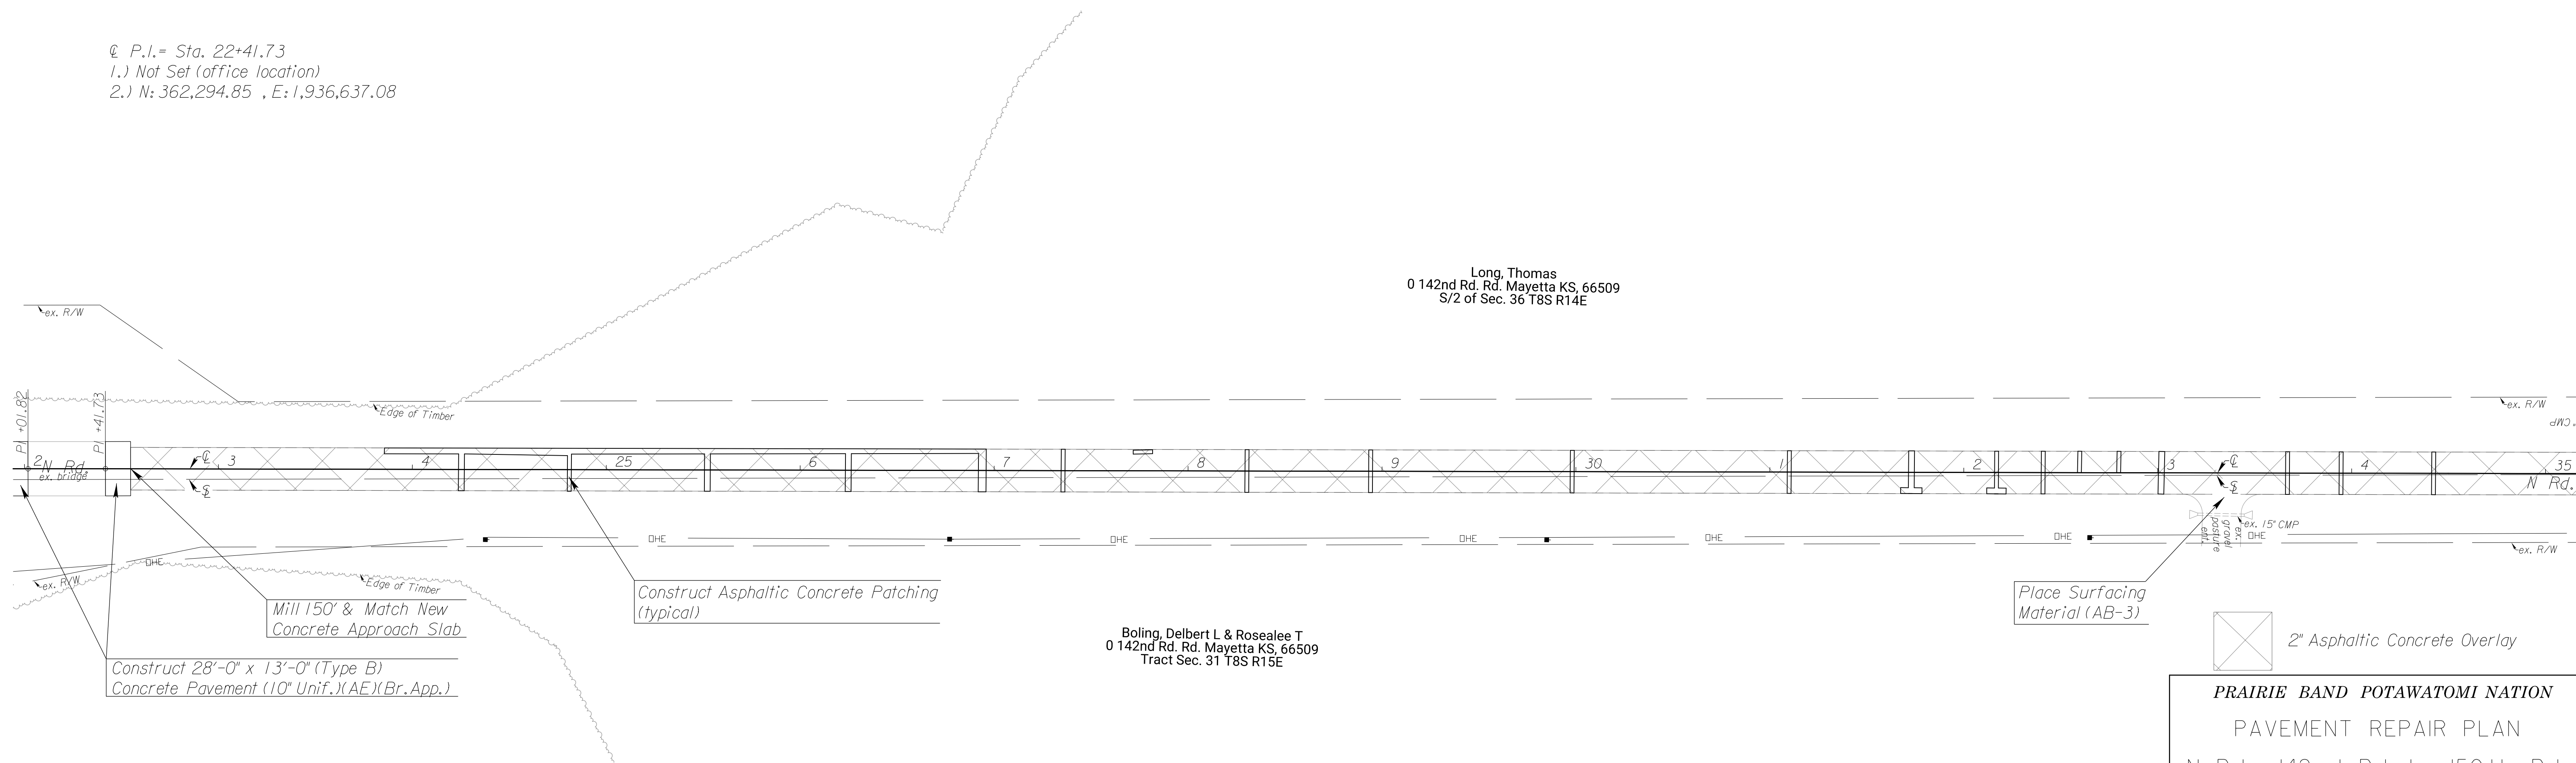 ℄ P.I.= Sta. 22+41.73
1.) Not Set (office location)
2.) N: 362,294.85 , E: 1,936,637.08
Long, Thomas
0 142nd Rd. Rd. Mayetta KS, 66509
S/2 of Sec. 36 T8S R14E
ex. R/W
ex. R/W
CMP
Edge of Timber
PI +01.82
PI +41.73
2
N Rd.
ex. bridge
℄
3
4
25
6
7
8
9
30
1
2
3
℄
4
35
N Rd.
℄
℄
ex. 15" CMP
ex.
gravel
pasture
ent.
OHE
OHE
OHE
OHE
OHE
OHE
OHE
ex. R/W
ex. R/W
Edge of Timber
Mill 150' & Match New
Concrete Approach Slab
Construct Asphaltic Concrete Patching
(typical)
Place Surfacing
Material (AB-3)
Boling, Delbert L & Rosealee T
0 142nd Rd. Rd. Mayetta KS, 66509
Tract Sec. 31 T8S R15E
2" Asphaltic Concrete Overlay
Construct 28'-0" x 13'-0" (Type B)
Concrete Pavement (10" Unif.)(AE)(Br.App.)
PRAIRIE BAND POTAWATOMI NATION
PAVEMENT REPAIR PLAN